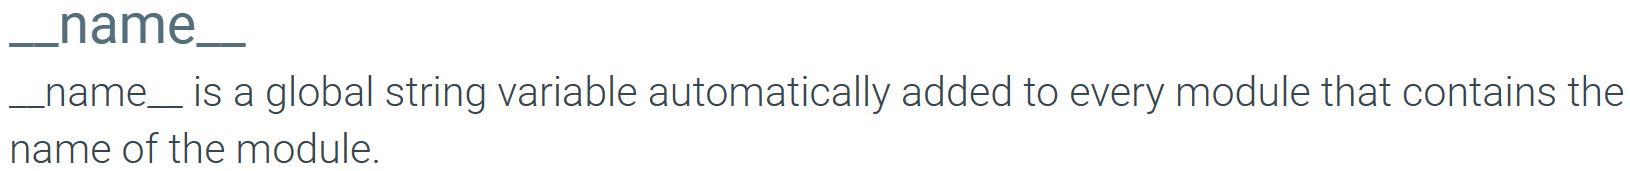 __name__
__name__ is a global string variable automatically added to every module that contains the
name of the module.